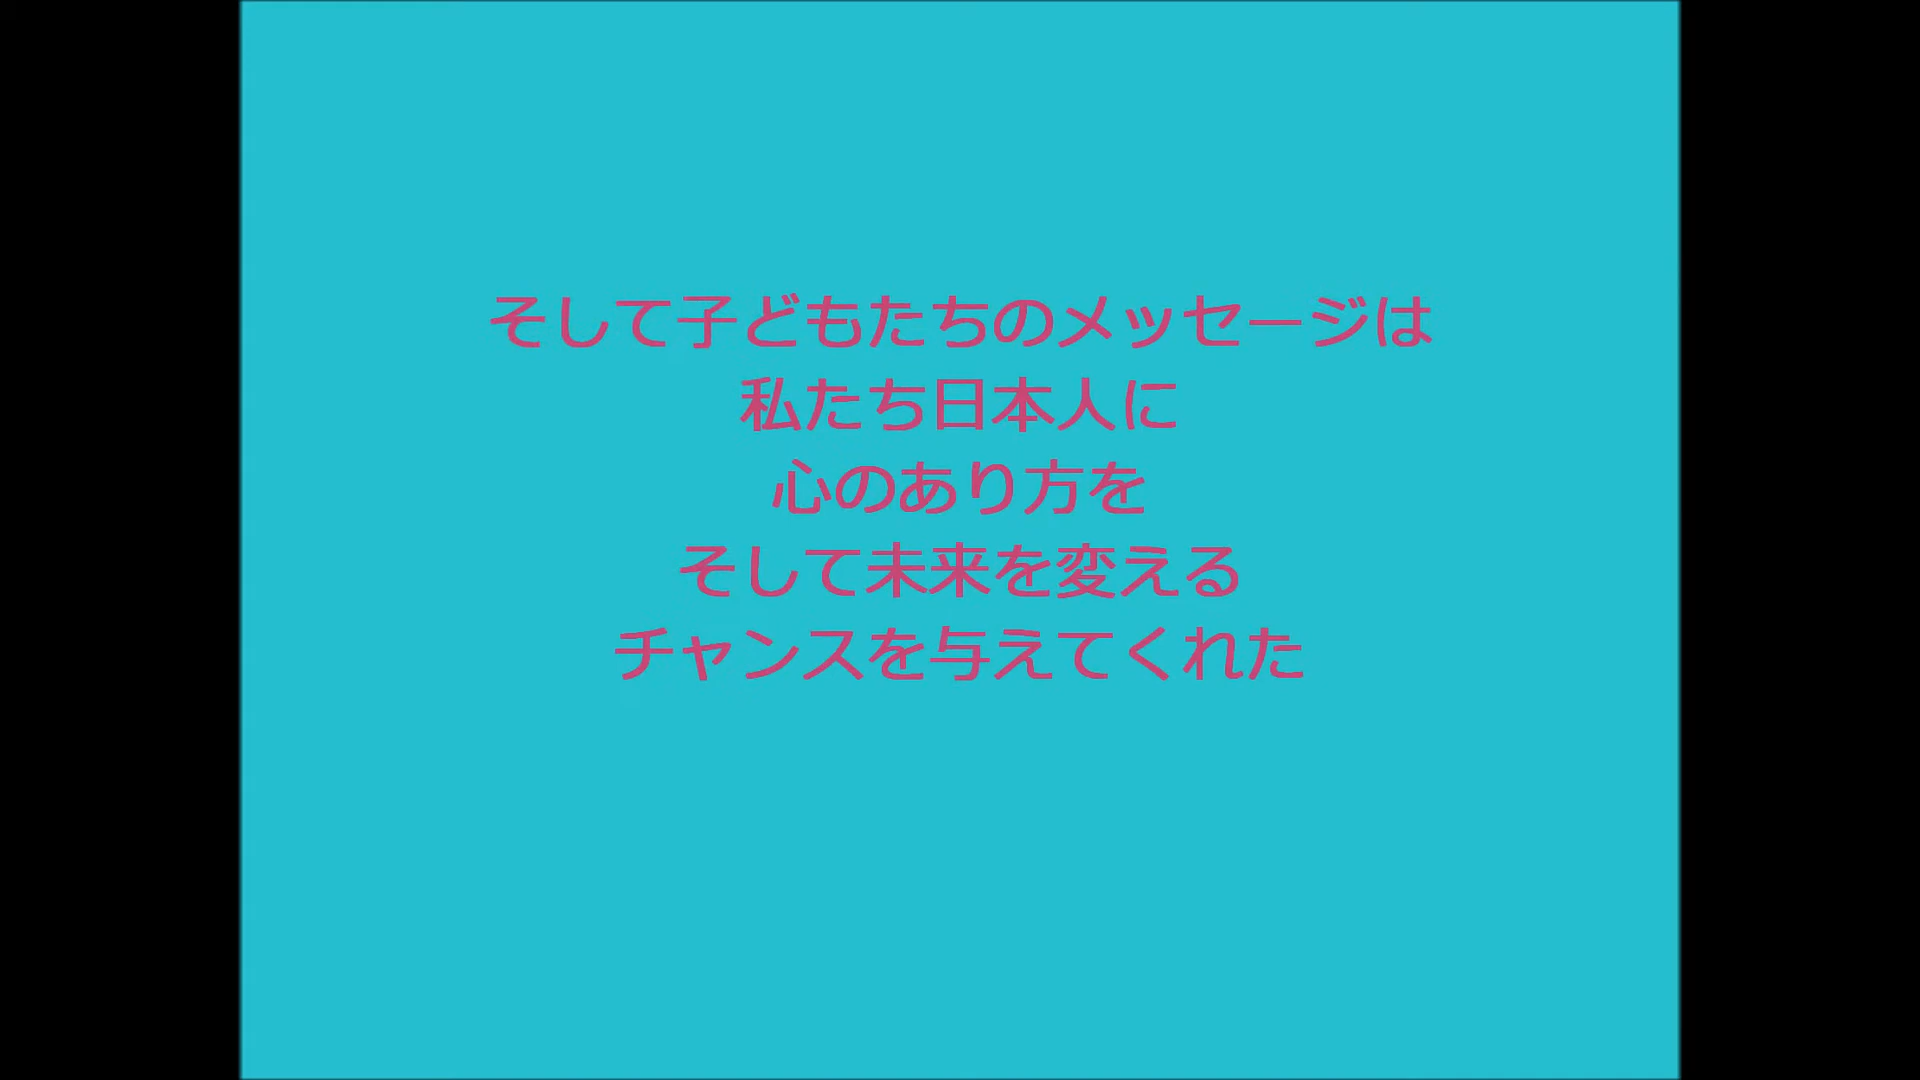 そして子どもたちのメッセージは
私たち日本人に
心のあり方を
そして未来を変える
チャンスを与えてくれた